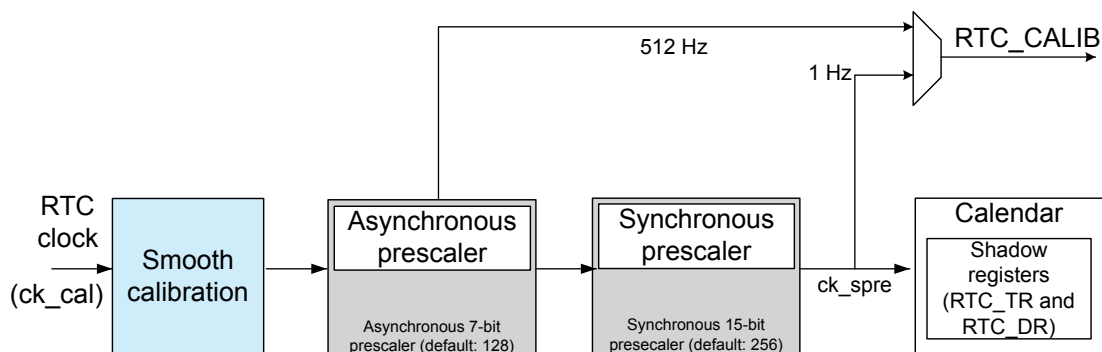 512 Hz
RTC_CALIB
1 Hz
RTC
clock
(ck_cal)
Smooth
calibration
Asynchronous
prescaler
Asynchronous 7-bit
prescaler (default: 128)
Synchronous
prescaler
Synchronous 15-bit
presecaler (default: 256)
ck_spre
Calendar
Shadow
registers
(RTC_TR and
RTC_DR)